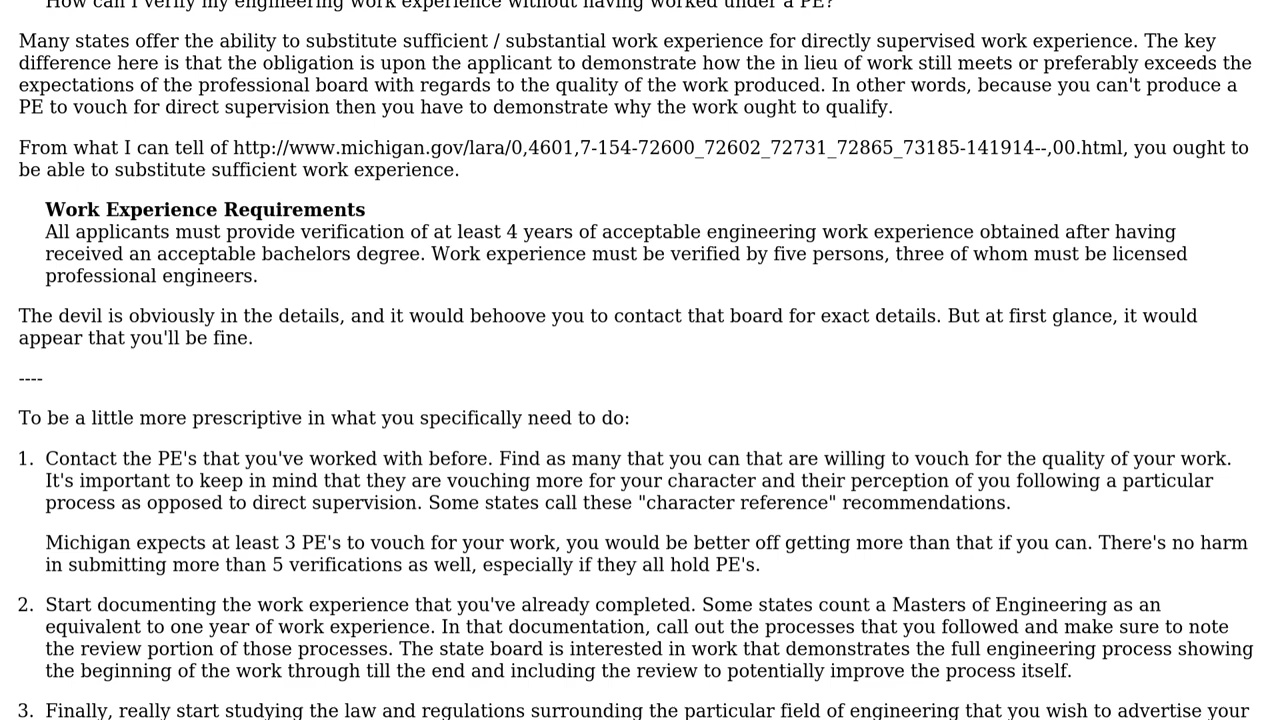 How can I verify my engineering work experience without having worked under a PE?
Many states offer the ability to substitute sufficient / substantial work experience for directly supervised work experience. The key
difference here is that the obligation is upon the applicant to demonstrate how the in lieu of work still meets or preferably exceeds the
expectations of the professional board with regards to the quality of the work produced. In other words, because you can't produce a
PE to vouch for direct supervision then you have to demonstrate why the work ought to qualify.
From what I can tell of http://www.michigan.gov/lara/0,4601,7-154-72600_72602_72731_72865_73185-141914--,00.html, you ought to
be able to substitute sufficient work experience.
Work Experience Requirements
All applicants must provide verification of at least 4 years of acceptable engineering work experience obtained after having
received an acceptable bachelors degree. Work experience must be verified by five persons, three of whom must be licensed
professional engineers.
The devil is obviously in the details, and it would behoove you to contact that board for exact details. But at first glance, it would
appear that you'll be fine.
----
To be a little more prescriptive in what you specifically need to do:
1. Contact the PE's that you've worked with before. Find as many that you can that are willing to vouch for the quality of your work.
It's important to keep in mind that they are vouching more for your character and their perception of you following a particular
process as opposed to direct supervision. Some states call these "character reference" recommendations.
Michigan expects at least 3 PE's to vouch for your work, you would be better off getting more than that if you can. There's no harm
in submitting more than 5 verifications as well, especially if they all hold PE's.
2. Start documenting the work experience that you've already completed. Some states count a Masters of Engineering as an
equivalent to one year of work experience. In that documentation, call out the processes that you followed and make sure to note
the review portion of those processes. The state board is interested in work that demonstrates the full engineering process showing
the beginning of the work through till the end and including the review to potentially improve the process itself.
3. Finally, really start studying the law and regulations surrounding the particular field of engineering that you wish to advertise your